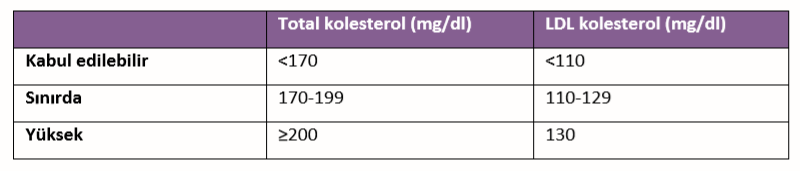 Total kolesterol (mg/dl) LDL kolesterol (mg/dl)
Kabul edilebilir <170 <110
Sınırda 170-199 110-129
Yüksek ≥200 130